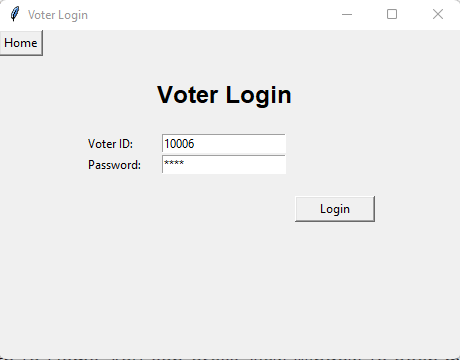 Voter Login
Home
Voter Login
Voter ID: 10006
Password: ****
Login